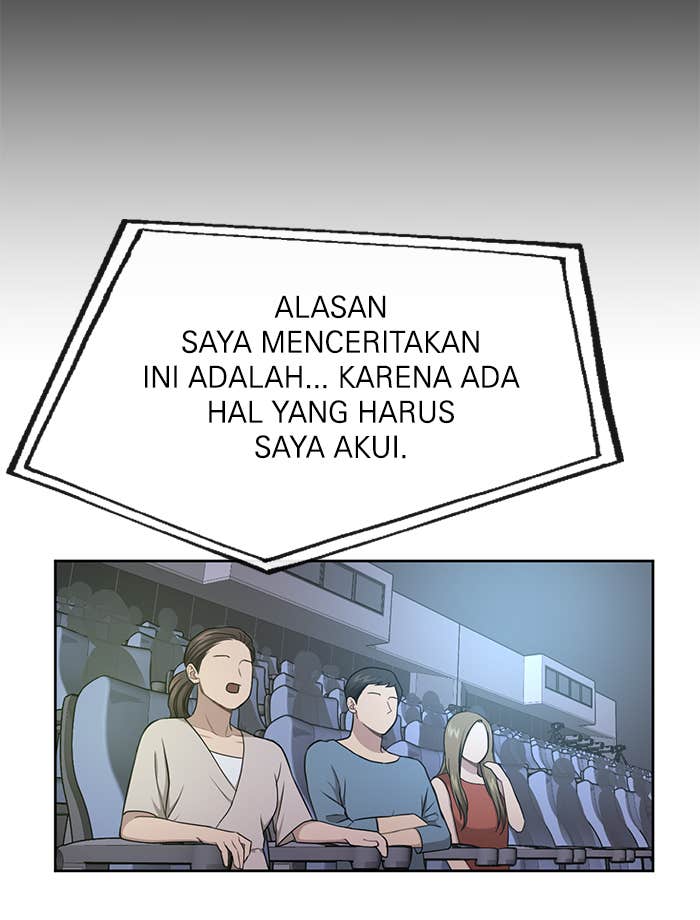 ALASAN
SAYA MENCERITAKAN
INI ADALAH... KARENA ADA
HAL YANG HARUS
SAYA AKUI.